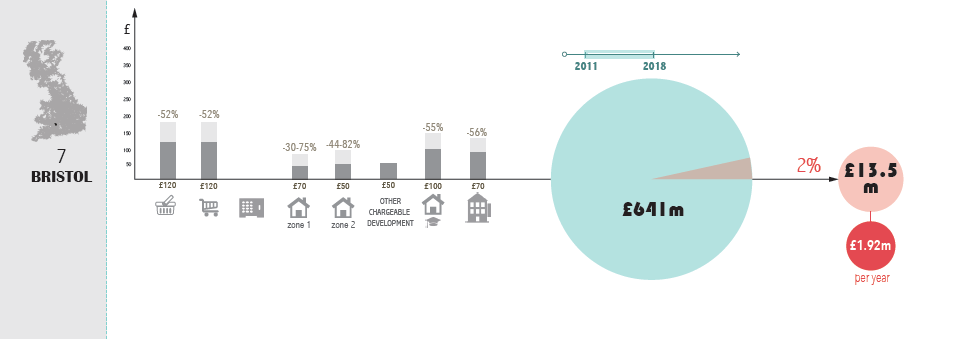 7
BRISTOL
£
400
350
300
250
200
150
100
50
-52%
-52%
-30-75%
-44-82%
-55%
-56%
£120
£120
£70
£50
£50
£100
£70
zone 1
zone 2
OTHER
CHARGEABLE
DEVELOPMENT
2011
2018
£641m
2%
£13.5
m
£1.92m
per year